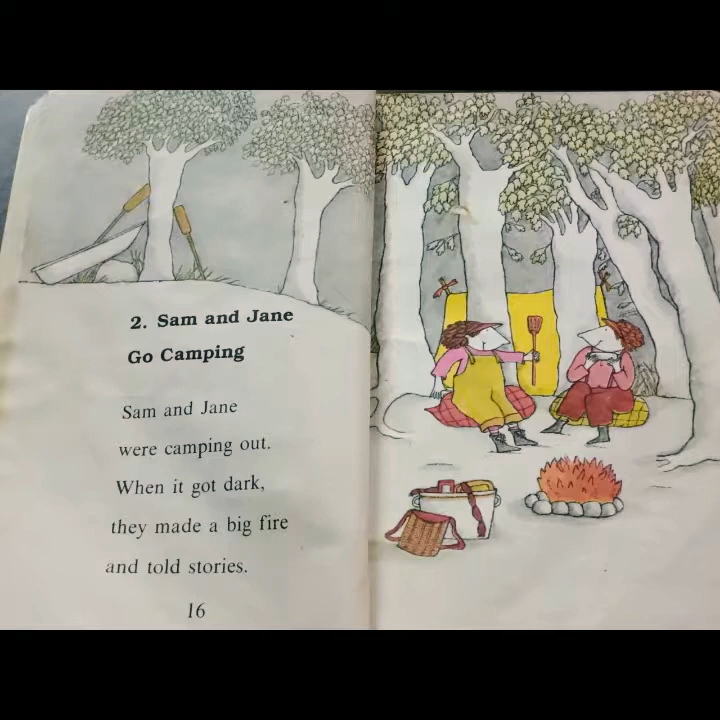 2. Sam and Jane
Go Camping
Sam and Jane
were camping out.
When it got dark,
they made a big fire
and told stories.
16